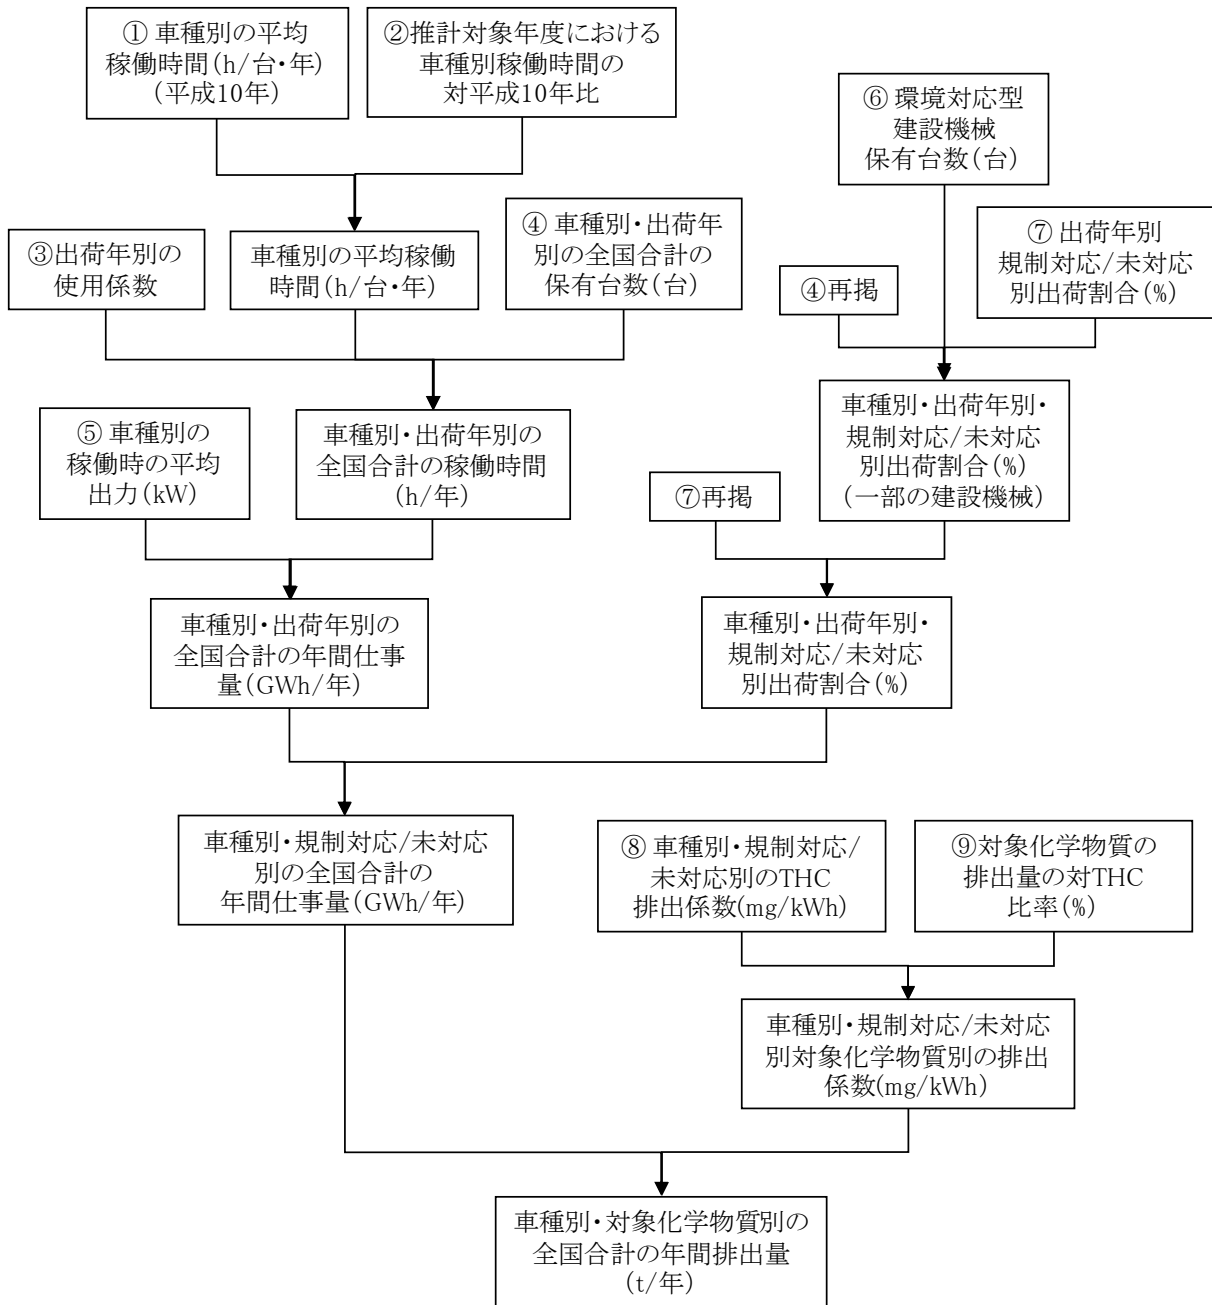 ① 車種別の平均
稼働時間(h/台・年)
(平成10年)
②推計対象年度における
車種別稼働時間の
対平成10年比
⑥ 環境対応型
建設機械
保有台数(台)
③出荷年別の
使用係数
車種別の平均稼働
時間(h/台・年)
④ 車種別・出荷年
別の全国合計の
保有台数(台)
④再掲
⑦ 出荷年別
規制対応/未対応
別出荷割合(%)
⑤ 車種別の
稼働時の平均
出力(kW)
車種別・出荷年別の
全国合計の稼働時間
(h/年)
⑦再掲
車種別・出荷年別・
規制対応/未対応
別出荷割合(%)
(一部の建設機械)
車種別・出荷年別の
全国合計の年間仕事
量(GWh/年)
車種別・出荷年別・
規制対応/未対応
別出荷割合(%)
車種別・規制対応/未対応
別の全国合計の
年間仕事量(GWh/年)
⑧ 車種別・規制対応/
未対応別のTHC
排出係数(mg/kWh)
⑨対象化学物質の
排出量の対THC
比率(%)
車種別・規制対応/未対応
別対象化学物質別の排出
係数(mg/kWh)
車種別・対象化学物質別の
全国合計の年間排出量
(t/年)